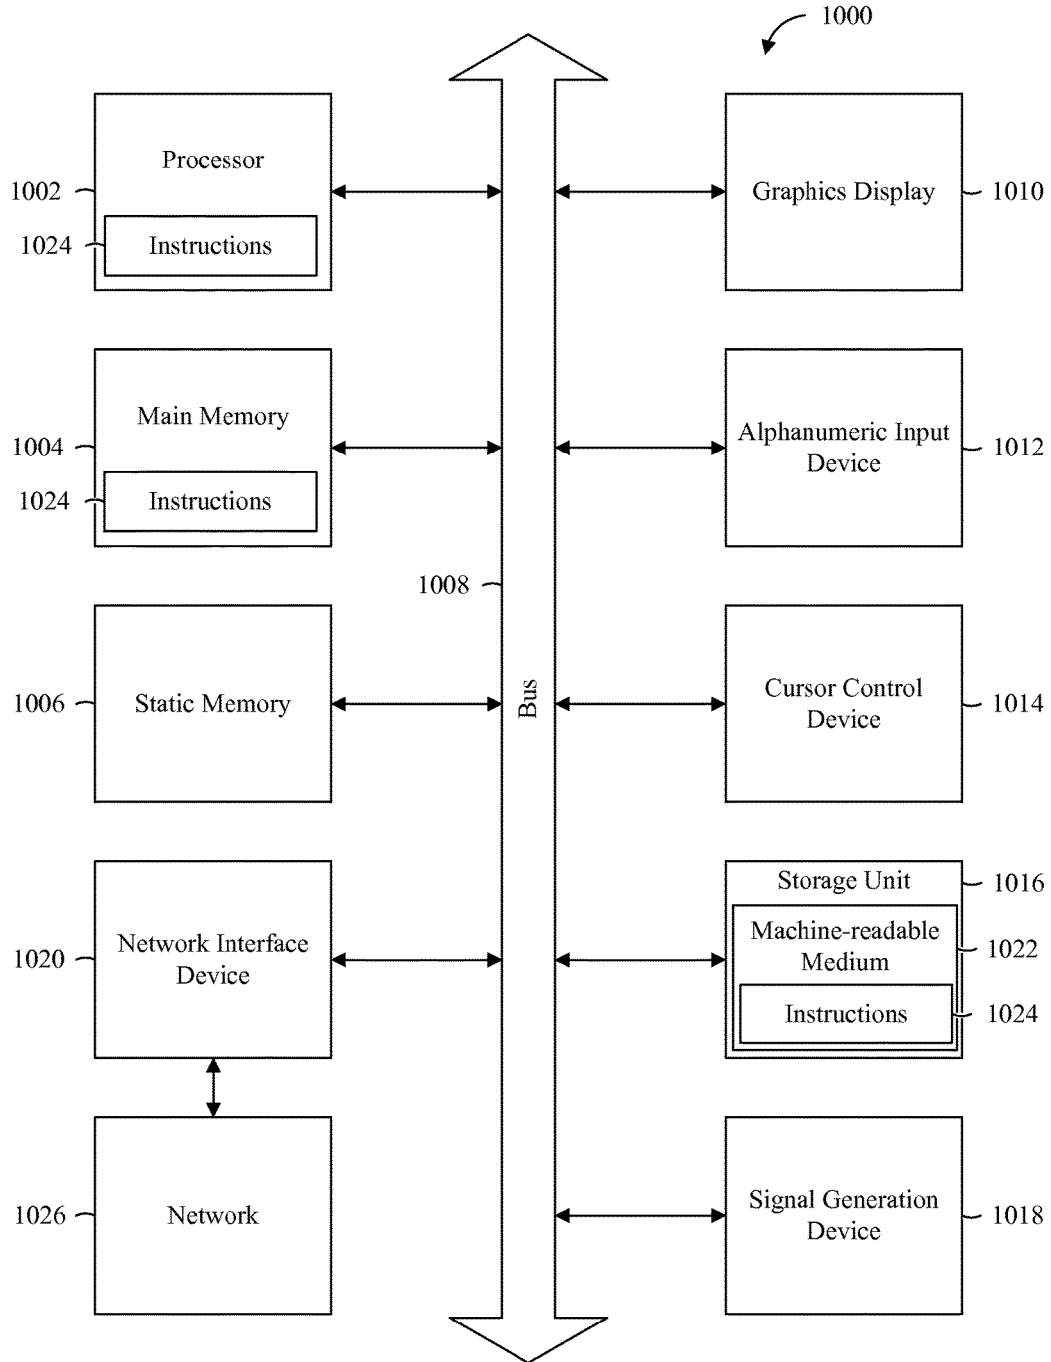 1000
Processor
1002
1024
Instructions
Graphics Display
1010
Main Memory
1004
1024
Instructions
Alphanumeric Input
Device
1012
1008
Bus
Static Memory
1006
Cursor Control
Device
1014
Network Interface
Device
1020
Storage Unit
1016
Machine-readable
Medium
1022
Instructions
1024
Network
1026
Signal Generation
Device
1018